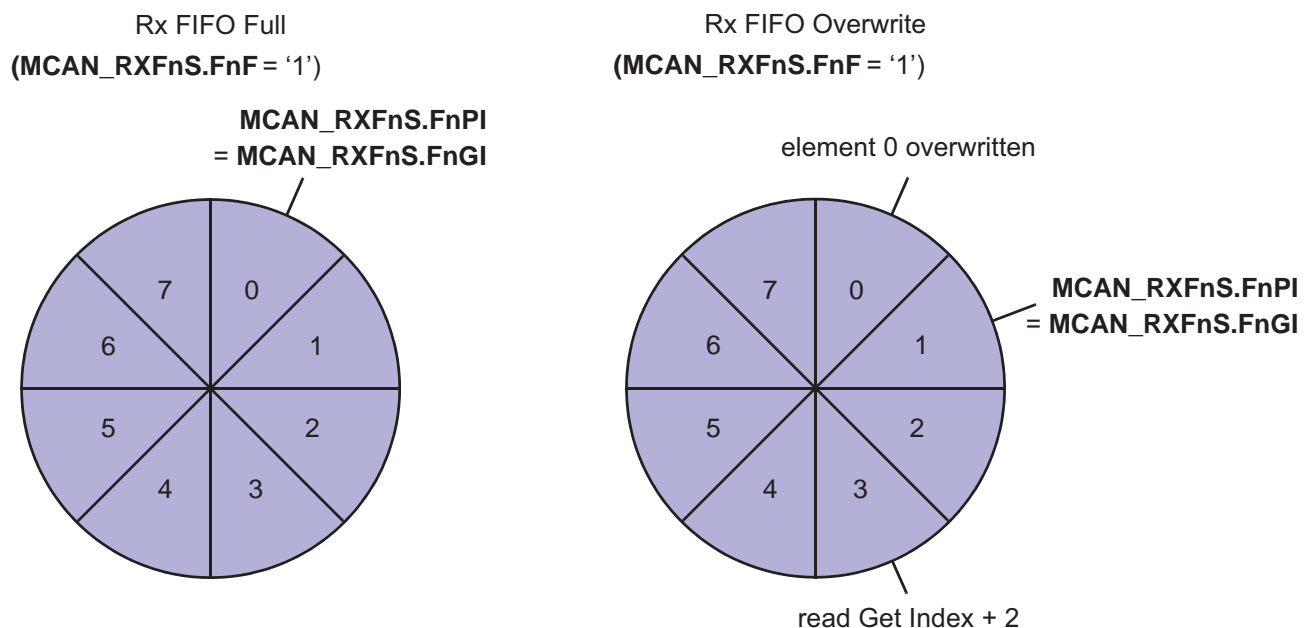 Rx FIFO Full
(MCAN_RXFnS.FnF = ‘1’)
MCAN_RXFnS.FnPI
= MCAN_RXFnS.FnGI
7
0
6
1
5
2
4
3
Rx FIFO Overwrite
(MCAN_RXFnS.FnF = ‘1’)
element 0 overwritten
MCAN_RXFnS.FnPI
= MCAN_RXFnS.FnGI
7
0
6
1
5
2
4
3
read Get Index + 2